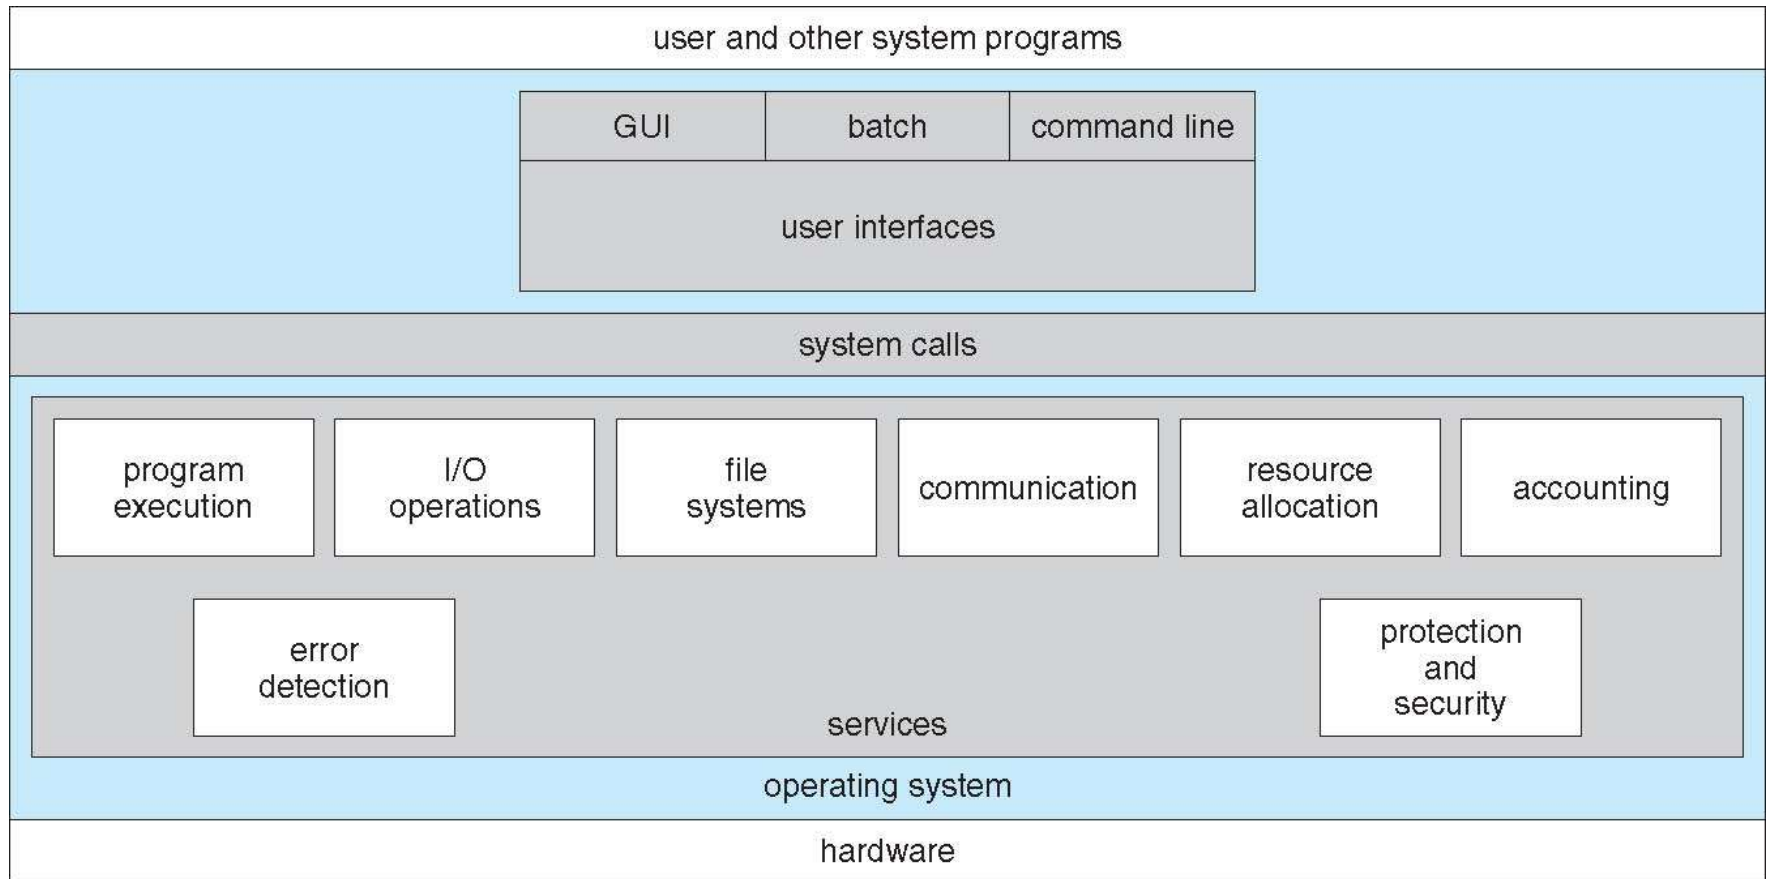 user and other system programs
GUI
batch
command line
user interfaces
system calls
program
execution
I/O
operations
file
systems
communication
resource
allocation
accounting
error
detection
protection
and
security
services
operating system
hardware